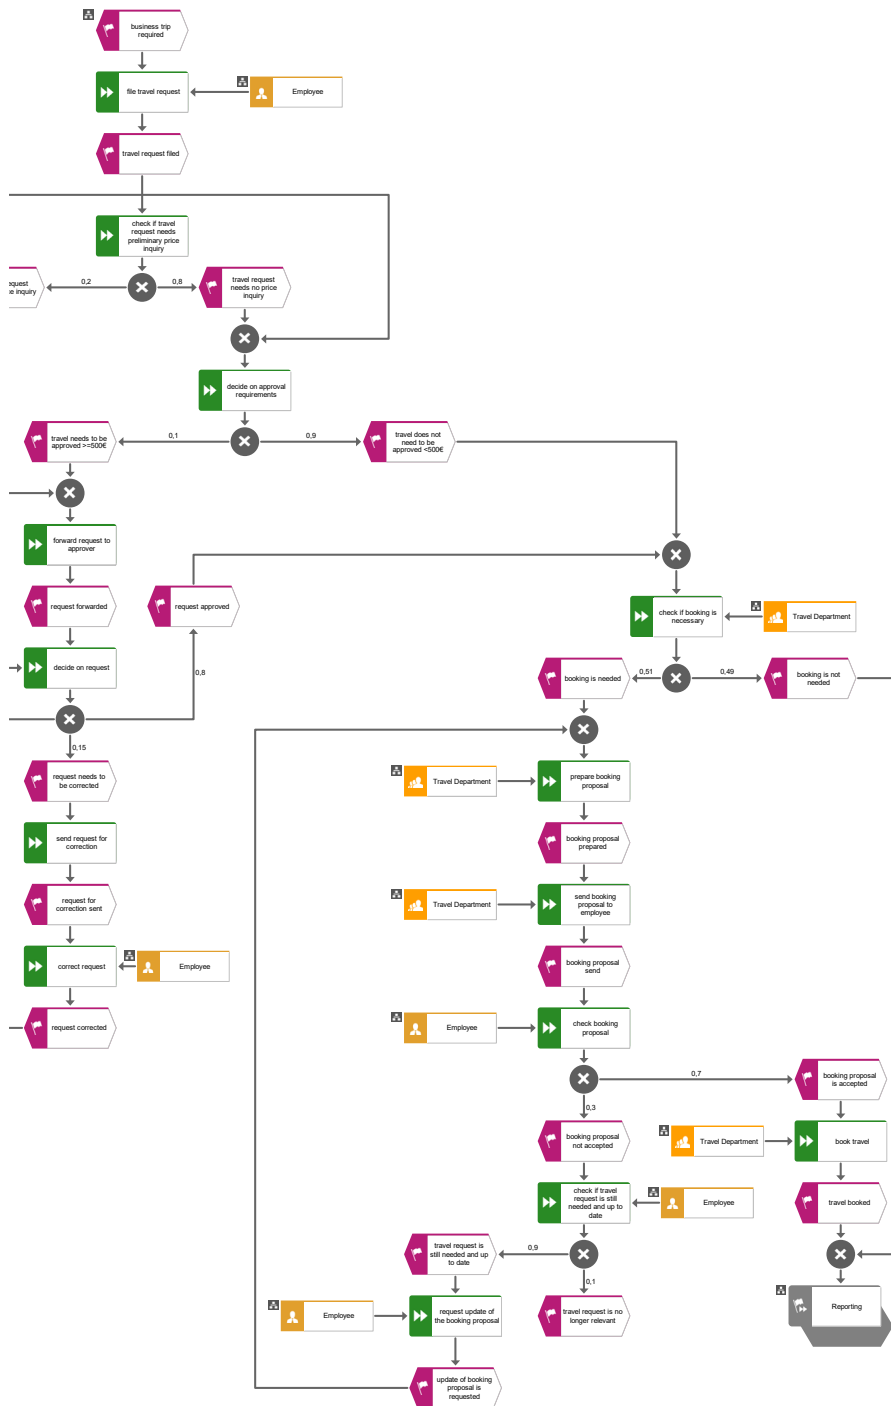 business trip
required
file travel request
Employee
travel request filed
check if travel
request needs
preliminary price
inquiry
equest
e inquiry
0,2
0,8
travel request
needs no price
inquiry
decide on approval
requirements
travel needs to be
approved >=500€
0,1
0,9
travel does not
need to be
approved <500€
forward request to
approver
request forwarded
request approved
check if booking is
necessary
Travel Department
decide on request
0,8
booking is needed
0,51
0,49
booking is not
needed
0,15
request needs to
be corrected
Travel Department
prepare booking
proposal
send request for
correction
booking proposal
prepared
request for
correction sent
Travel Department
send booking
proposal to
employee
correct request
Employee
booking proposal
send
request corrected
Employee
check booking
proposal
0,7
booking proposal
is accepted
0,3
booking proposal
not accepted
Travel Department
book travel
check if travel
request is still
needed and up to
date
Employee
travel booked
travel request is
still needed and up
to date
0,9
0,1
Employee
request update of
the booking proposal
travel request is no
longer relevant
Reporting
update of booking
proposal is
requested